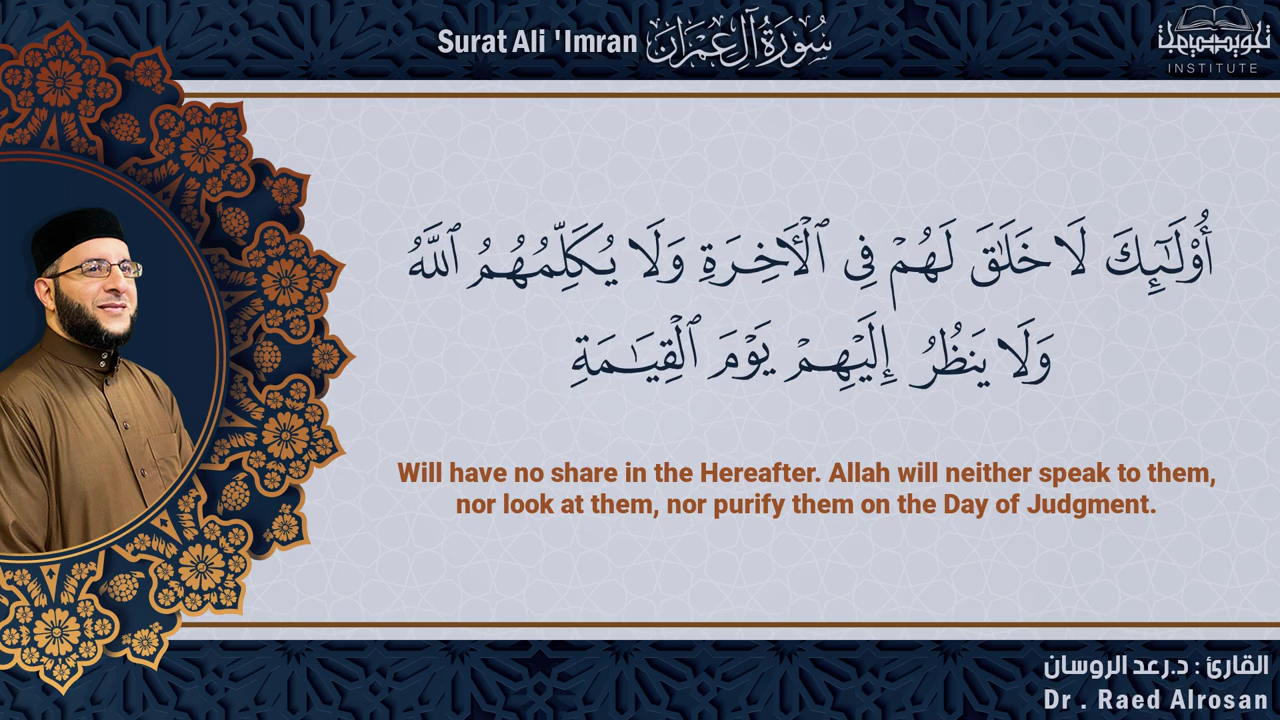 Surat Ali 'Imran سُورَةُ آلِ عِمْرَانَ
INSTITUTE
أُوْلَـٰٓئِكَ لَا خَلَـٰقَ لَهُمْ فِى ٱلْأَخِرَةِ وَلَا يُكَلِّمُهُمُ ٱللَّهُ
وَلَا يَنظُرُ إِلَيْهِمْ يَوْمَ ٱلْقِيَـٰمَةِ
Will have no share in the Hereafter. Allah will neither speak to them,
nor look at them, nor purify them on the Day of Judgment.
القارئ : د.رعد الروسان
Dr . Raed Alrosan